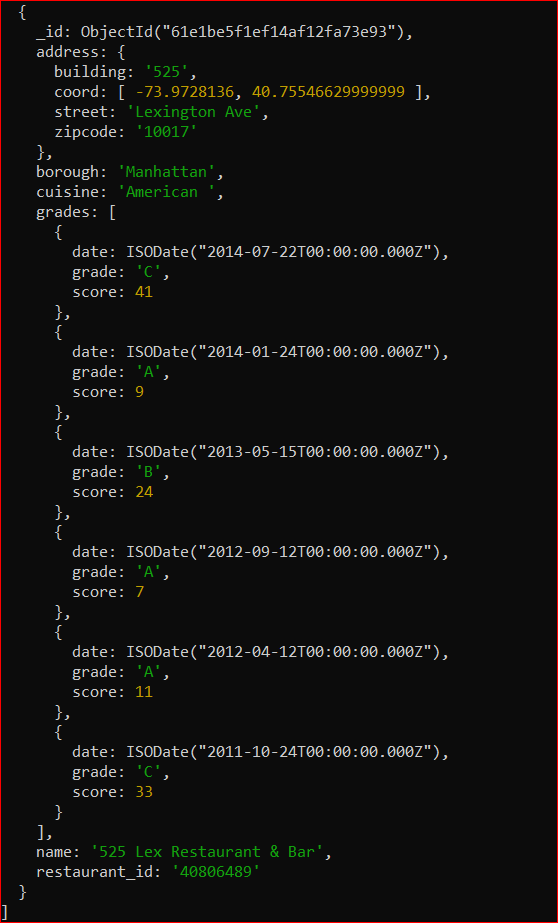 {
_id: ObjectId("61e1be5f1ef14af12fa73e93"),
address: {
building: '525',
coord: [ -73.9728136, 40.75546629999999 ],
street: 'Lexington Ave',
zipcode: '10017'
},
borough: 'Manhattan',
cuisine: 'American ',
grades: [
{
date: ISODate("2014-07-22T00:00:00.000Z"),
grade: 'C',
score: 41
},
{
date: ISODate("2014-01-24T00:00:00.000Z"),
grade: 'A',
score: 9
},
{
date: ISODate("2013-05-15T00:00:00.000Z"),
grade: 'B',
score: 24
},
{
date: ISODate("2012-09-12T00:00:00.000Z"),
grade: 'A',
score: 7
},
{
date: ISODate("2012-04-12T00:00:00.000Z"),
grade: 'A',
score: 11
},
{
date: ISODate("2011-10-24T00:00:00.000Z"),
grade: 'C',
score: 33
}
],
name: '525 Lex Restaurant & Bar',
restaurant_id: '40806489'
}
]